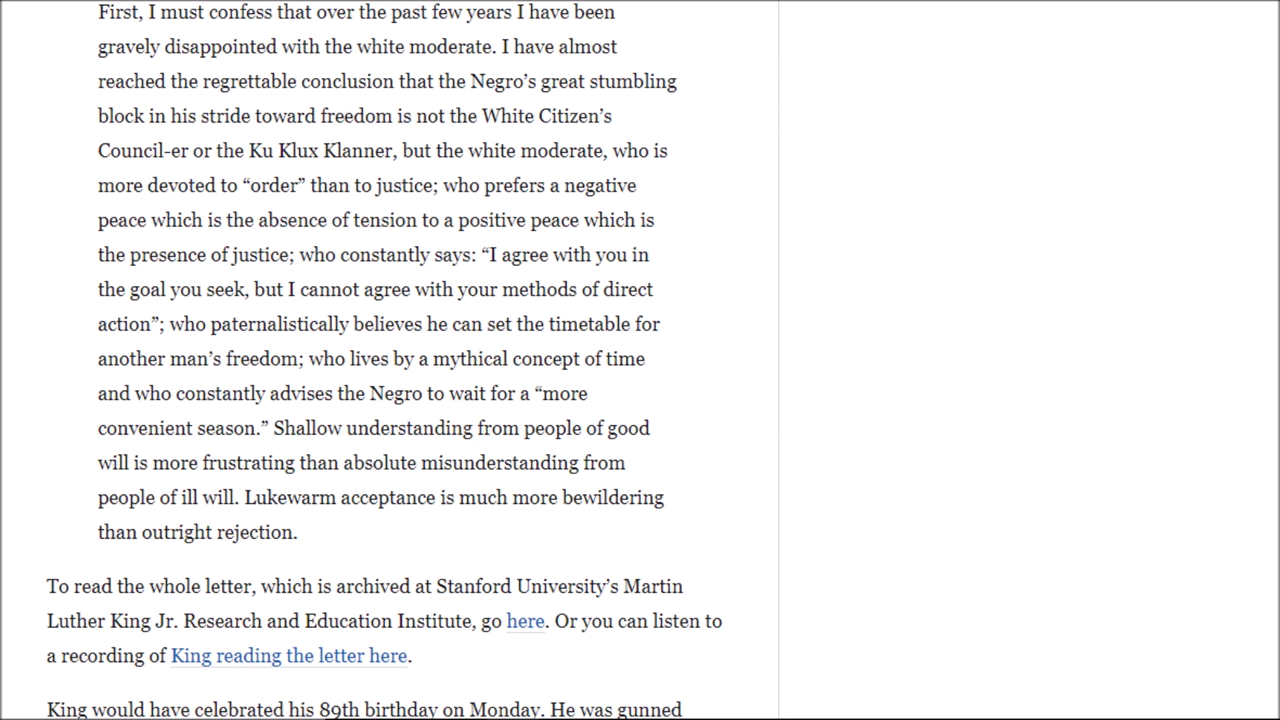 First, I must confess that over the past few years I have been
gravely disappointed with the white moderate. I have almost
reached the regrettable conclusion that the Negro’s great stumbling
block in his stride toward freedom is not the White Citizen’s
Council-er or the Ku Klux Klanner, but the white moderate, who is
more devoted to “order” than to justice; who prefers a negative
peace which is the absence of tension to a positive peace which is
the presence of justice; who constantly says: “I agree with you in
the goal you seek, but I cannot agree with your methods of direct
action”; who paternalistically believes he can set the timetable for
another man’s freedom; who lives by a mythical concept of time
and who constantly advises the Negro to wait for a “more
convenient season.” Shallow understanding from people of good
will is more frustrating than absolute misunderstanding from
people of ill will. Lukewarm acceptance is much more bewildering
than outright rejection.
To read the whole letter, which is archived at Stanford University’s Martin
Luther King Jr. Research and Education Institute, go here. Or you can listen to
a recording of King reading the letter here.
King would have celebrated his 89th birthday on Monday. He was gunned